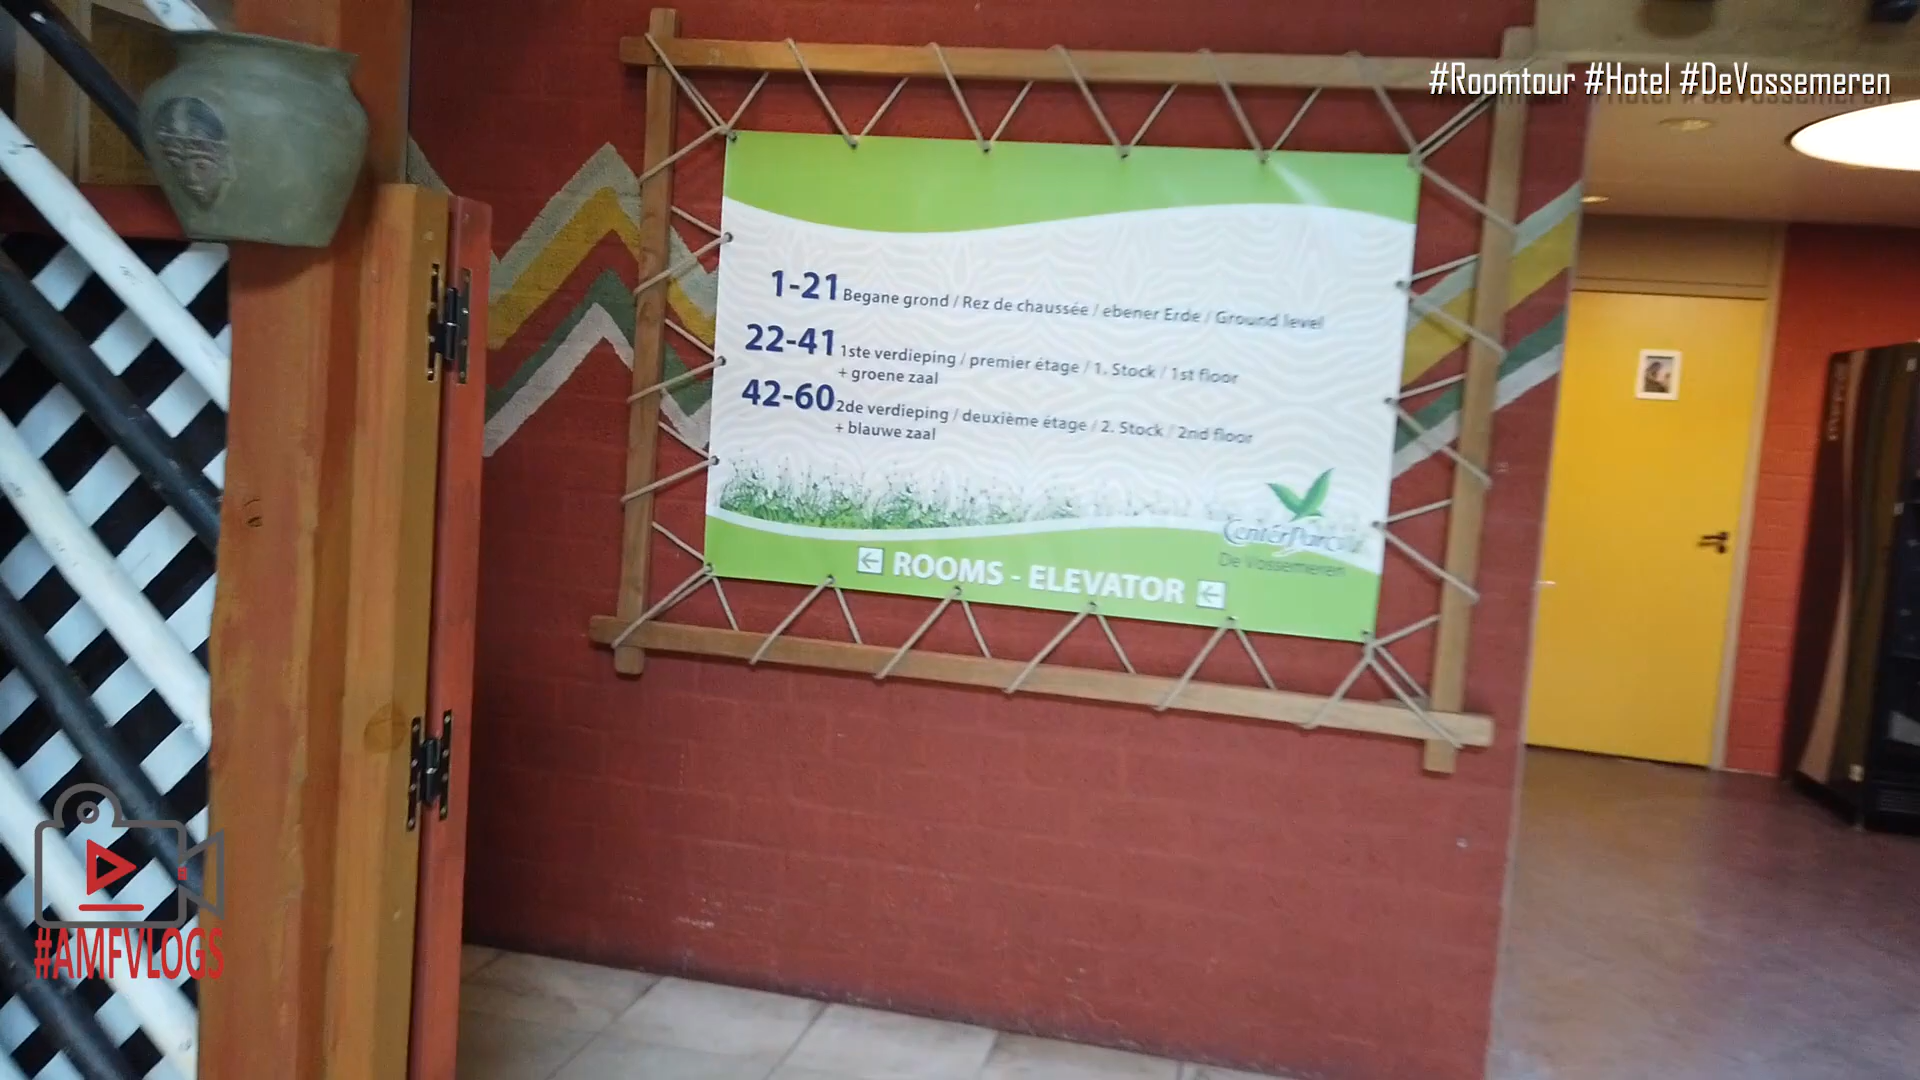 #Roomtour #Hotel #DeVossemeren
1-21 Begane grond / Rez de chaussée / ebener Erde / Ground level
22-41 1ste verdieping / premier étage / 1. Stock / 1st floor
+ groene zaal
42-60 2de verdieping / deuxième étage / 2. Stock / 2nd floor
+ blauwe zaal
CenterParcs
De Vossemeren
ROOMS - ELEVATOR
#AMFVLOGS